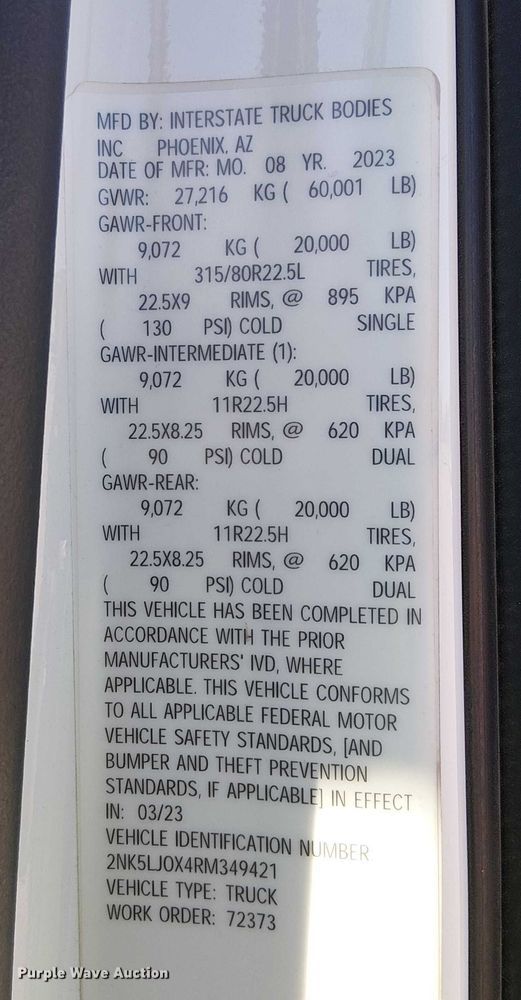 MFD BY: INTERSTATE TRUCK BODIES
INC PHOENIX, AZ
DATE OF MFR: MO. 08 YR. 2023
GVWR: 27,216 KG ( 60,001 LB)
GAWR-FRONT:
9,072 KG ( 20,000 LB)
WITH 315/80R22.5L TIRES,
22.5X9 RIMS, @ 895 KPA
( 130 PSI) COLD SINGLE
GAWR-INTERMEDIATE (1):
9,072 KG ( 20,000 LB)
WITH 11R22.5H TIRES,
22.5X8.25 RIMS, @ 620 KPA
( 90 PSI) COLD DUAL
GAWR-REAR:
9,072 KG ( 20,000 LB)
WITH 11R22.5H TIRES,
22.5X8.25 RIMS, @ 620 KPA
( 90 PSI) COLD DUAL
THIS VEHICLE HAS BEEN COMPLETED IN
ACCORDANCE WITH THE PRIOR
MANUFACTURERS' IVD, WHERE
APPLICABLE. THIS VEHICLE CONFORMS
TO ALL APPLICABLE FEDERAL MOTOR
VEHICLE SAFETY STANDARDS, [AND
BUMPER AND THEFT PREVENTION
STANDARDS, IF APPLICABLE] IN EFFECT
IN: 03/23
VEHICLE IDENTIFICATION NUMBER:
2NK5LJ0X4RM349421
VEHICLE TYPE: TRUCK
WORK ORDER: 72373
Purple Wave Auction